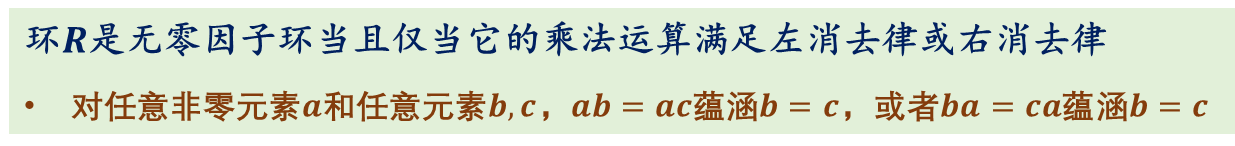 环R是无零因子环当且仅当它的乘法运算满足左消去律或右消去律
• 对任意非零元素a和任意元素b,c，ab = ac蕴涵b = c，或者ba = ca蕴涵b = c